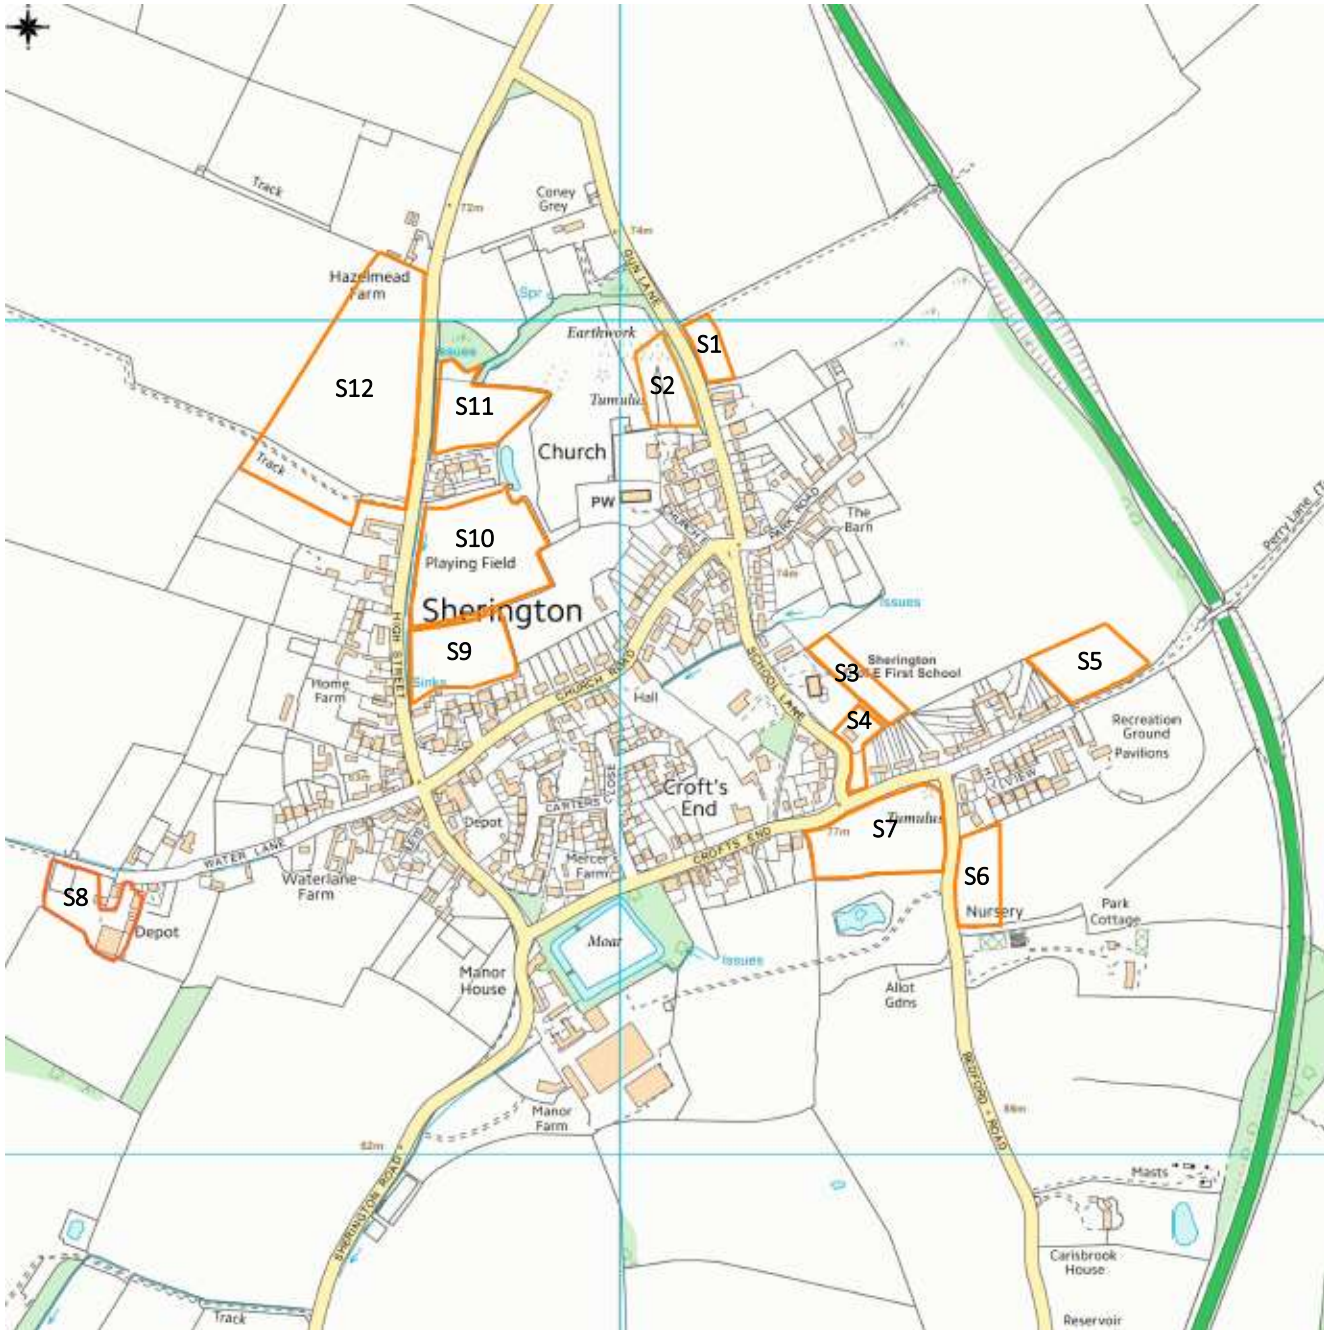 Track
Coney
Grey
72m
74m
GUN LANE
Hazelmead
Farm
Spr
Earthwork
Issues
S1
S12
S11
S2
Tumulus
Track
Church
PW
CHURCH
PARK ROAD
The
Barn
S10
Playing Field
Perry Lane
74m
Issues
Sherington
HIGH STREET
S9
Sinks
CHURCH ROAD
Hall
SCHOOL LANE
S3
Sherington
E First School
S4
S5
Home
Farm
Recreation
Ground
Pavilions
VIEW
Croft's
End
CARTERS CLOSE
Depot
77m
S7
Tumulus
WATER LANE
CROFTS END
Mercer's
Farm
Waterlane
Farm
S8
Depot
S6
Nursery
Park
Cottage
Moat
Issues
Manor
House
Allot
Gdns
BEDFORD ROAD
Manor
Farm
62m
SHERINGTON ROAD
Masts
Carisbrook
House
Track
Reservoir